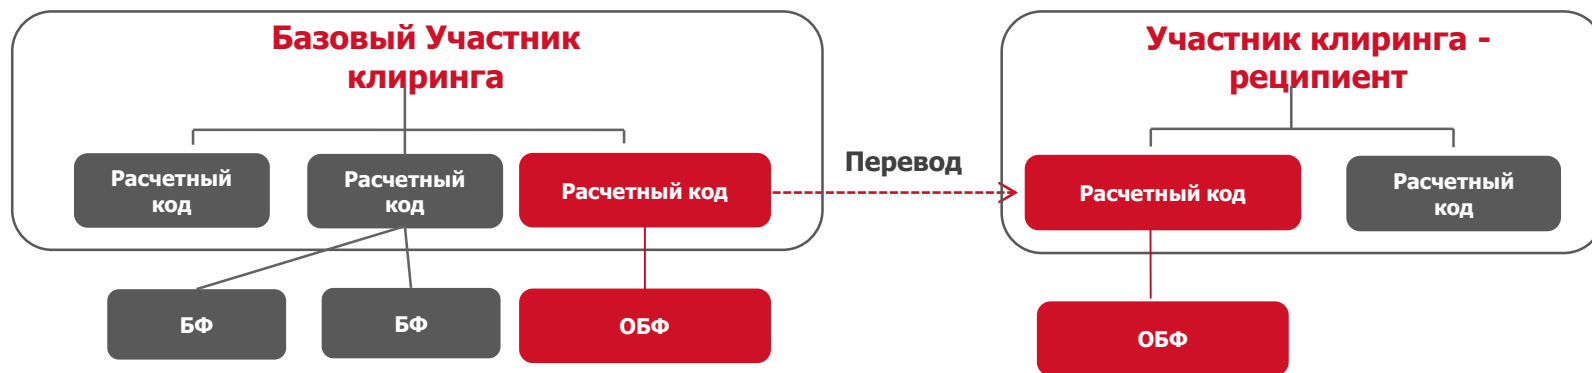 Базовый Участник
клиринга
Участник клиринга -
реципиент
Расчетный
код
Расчетный
код
Расчетный код
Перевод
Расчетный код
Расчетный
код
БФ
БФ
ОБФ
ОБФ